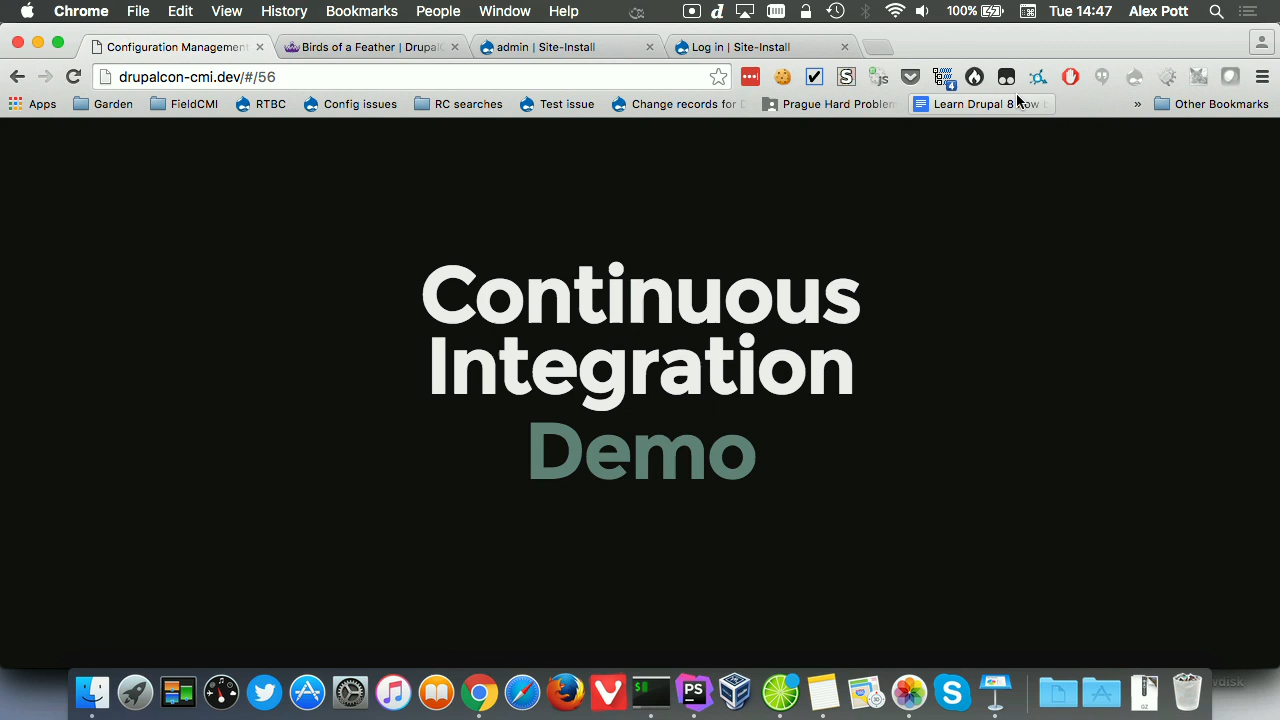 Chrome File Edit View History Bookmarks People Window Help 100% Tue 14:47 Alex Pott
Configuration Management Birds of a Feather | Drupal admin | Site-Install Log in | Site-Install
drupalcon-cmi.dev/#/56
Apps Garden FieldCMI RTBC Config issues RC searches Test issue Change records for Prague Hard Problem Learn Drupal 8 Now » Other Bookmarks
Continuous
Integration
Demo